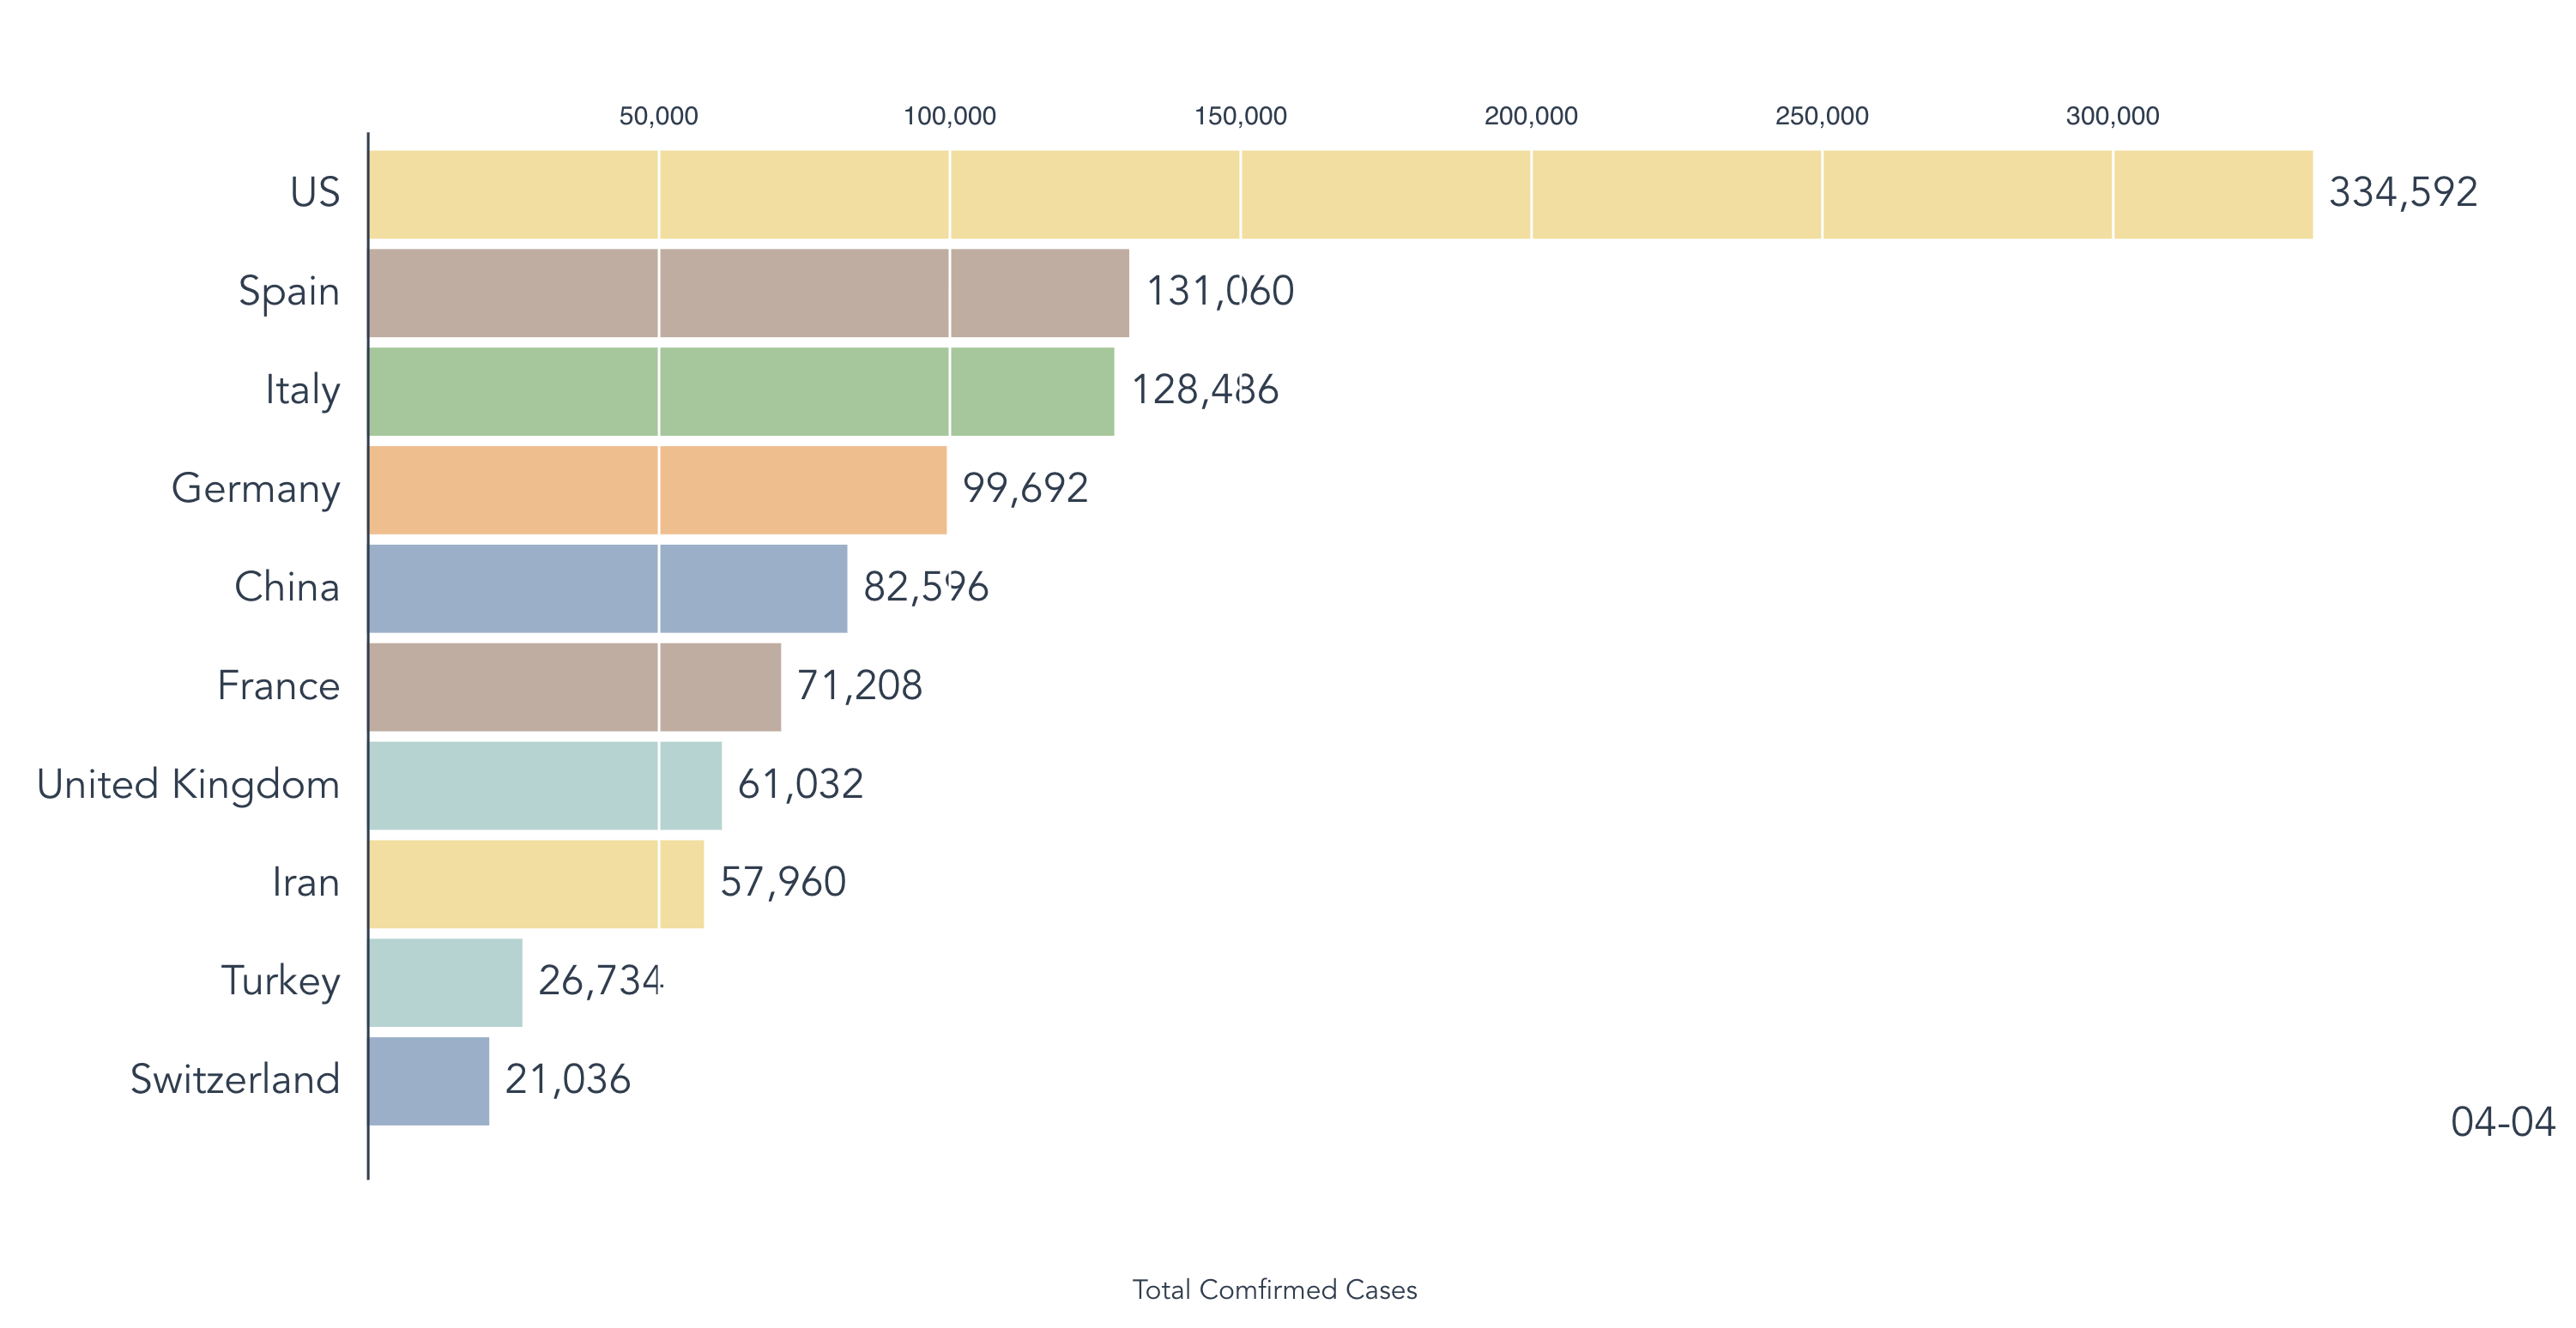 50,000 100,000 150,000 200,000 250,000 300,000
US 334,592
Spain 131,060
Italy 128,486
Germany 99,692
China 82,596
France 71,208
United Kingdom 61,032
Iran 57,960
Turkey 26,734
Switzerland 21,036
04-04
Total Comfirmed Cases